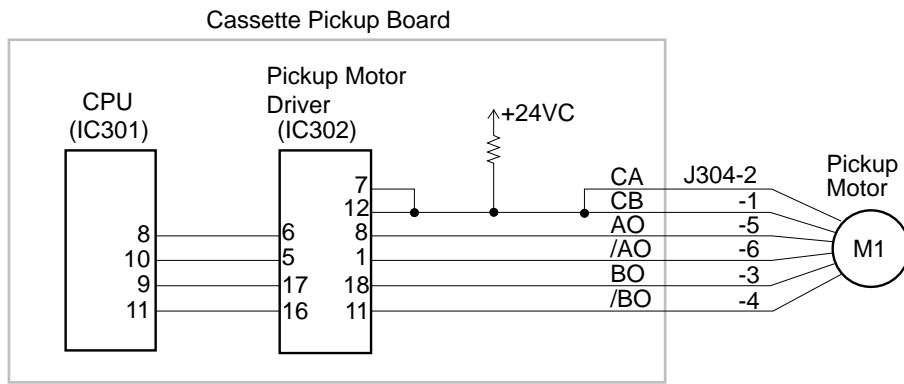 Cassette Pickup Board
CPU
(IC301)
Pickup Motor
Driver
(IC302)
+24VC
Pickup
Motor
7 CA J304-2
12 CB -1
8 6 8 AO -5
10 5 1 /AO -6
9 17 18 BO -3
11 16 11 /BO -4
M1